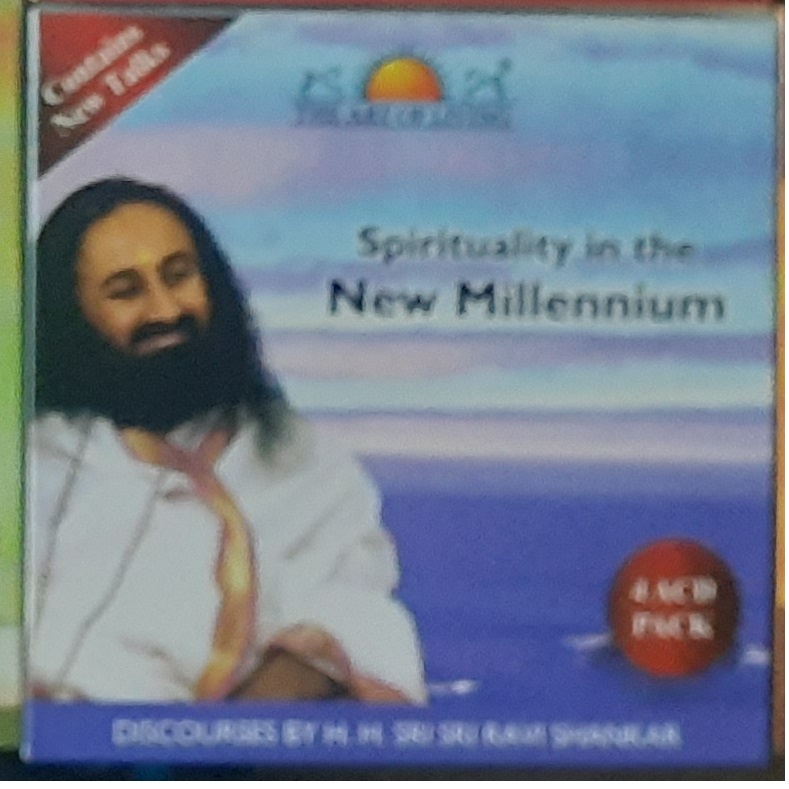 Contains
New Talks
THE ART OF LIVING
Spirituality in the
New Millennium
4 ACD
PACK
DISCOURSES BY H. H. SRI SRI RAVI SHANKAR